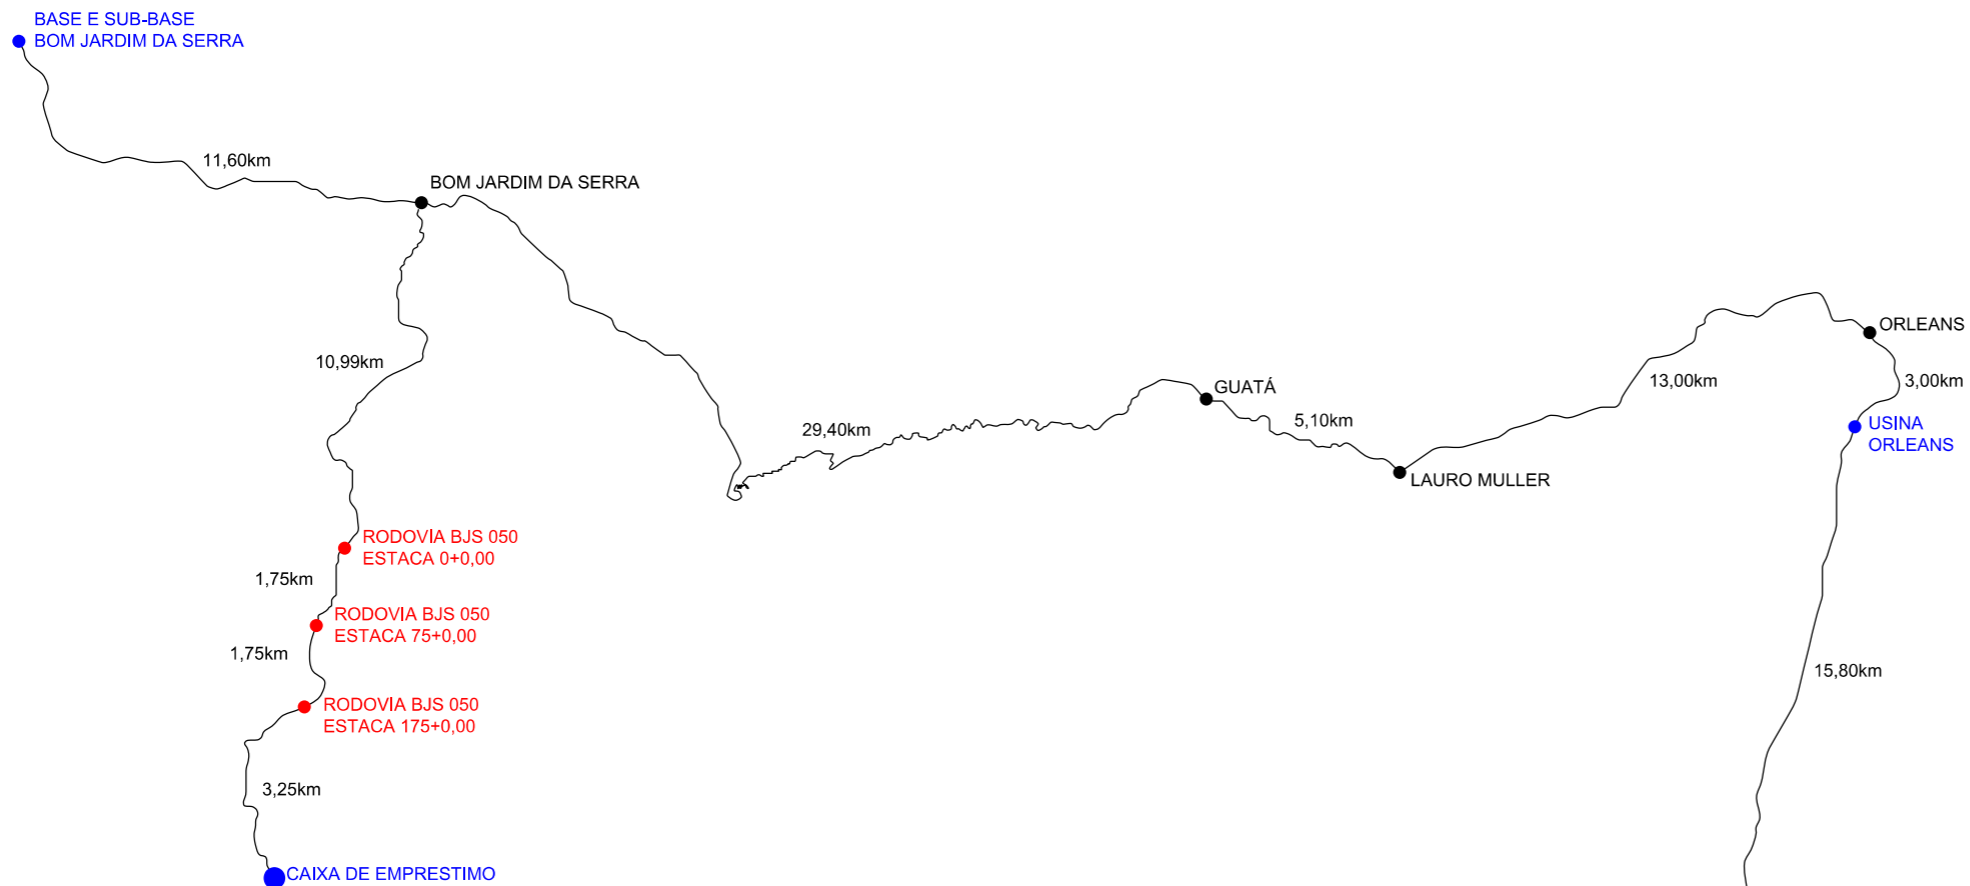 BASE E SUB-BASE
BOM JARDIM DA SERRA
11,60km
BOM JARDIM DA SERRA
10,99km
29,40km
GUATÁ
5,10km
LAURO MULLER
13,00km
ORLEANS
3,00km
USINA
ORLEANS
15,80km
RODOVIA BJS 050
ESTACA 0+0,00
1,75km
RODOVIA BJS 050
ESTACA 75+0,00
1,75km
RODOVIA BJS 050
ESTACA 175+0,00
3,25km
CAIXA DE EMPRESTIMO